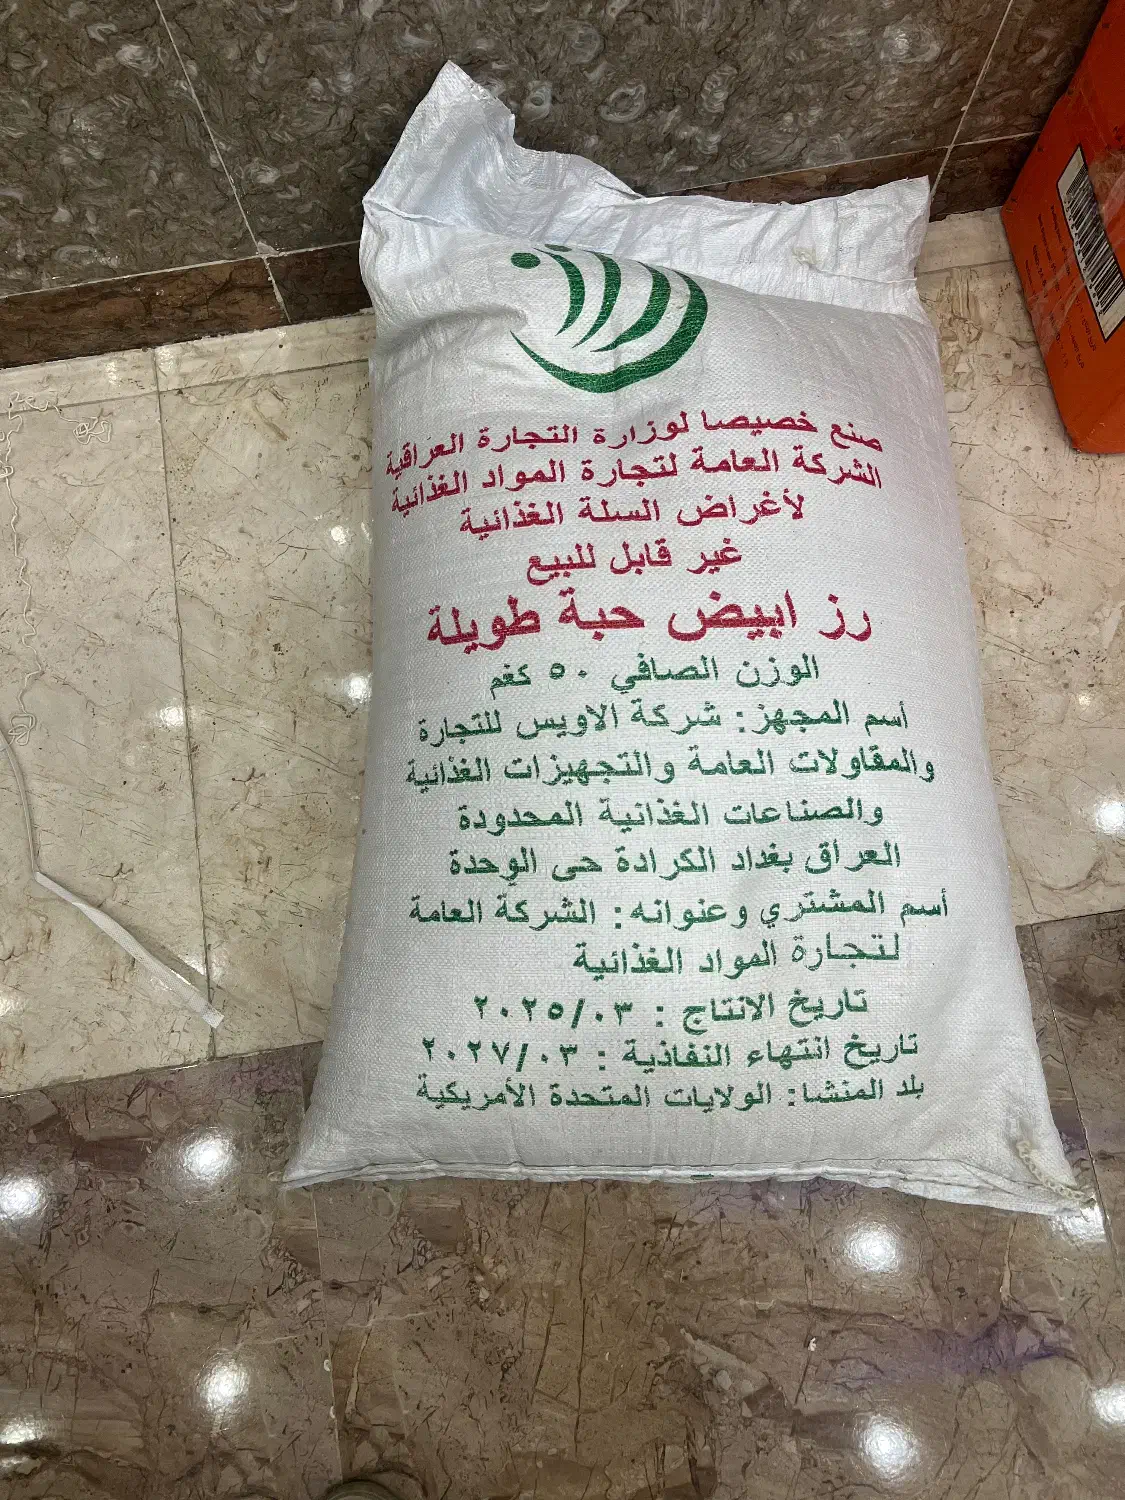 صنع خصيصا لوزارة التجارة العراقية
الشركة العامة لتجارة المواد الغذائية
لأغراض السلة الغذائية
غير قابل للبيع
رز ابيض حبة طويلة
الوزن الصافي ٥٠ كغم
أسم المجهز: شركة الاويس للتجارة
والمقاولات العامة والتجهيزات الغذائية
والصناعات الغذائية المحدودة
العراق بغداد الكرادة حي الوحدة
أسم المشتري وعنوانه: الشركة العامة
لتجارة المواد الغذائية
تاريخ الانتاج : ٢٠٢٥/٠٣
تاريخ انتهاء النفاذية : ٢٠٢٧/٠٣
بلد المنشا: الولايات المتحدة الأمريكية